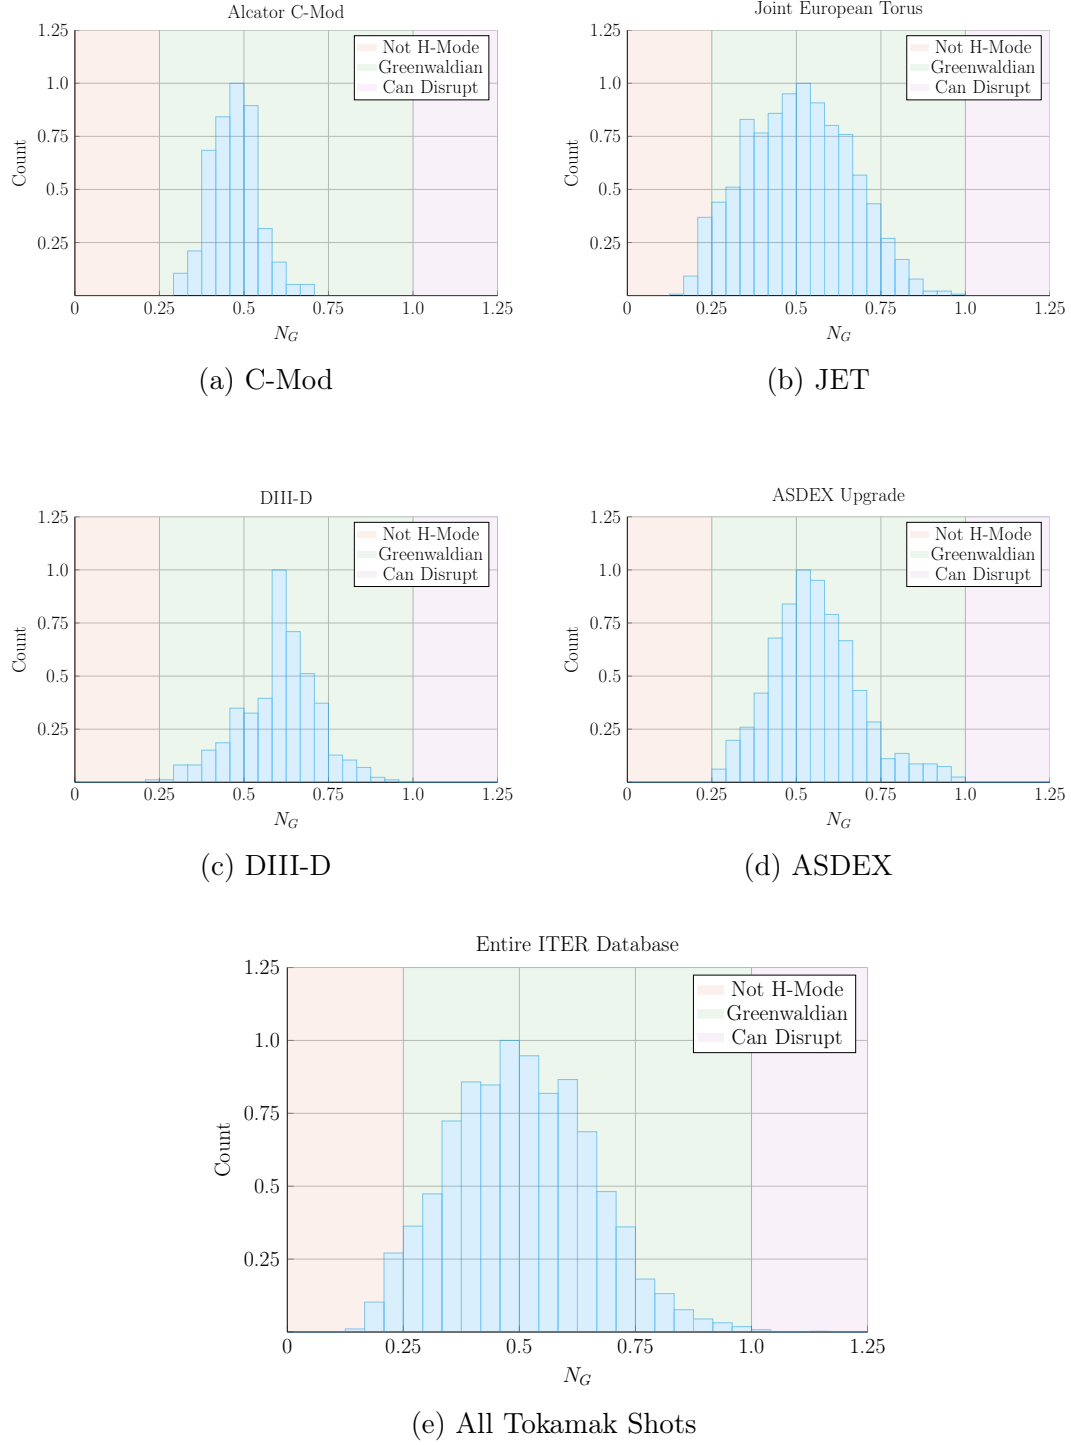 Alcator C-Mod
1.25
1.0
0.75
0.5
0.25
Count
Not H-Mode
Greenwaldian
Can Disrupt
0 0.25 0.5 0.75 1.0 1.25
N_G
(a) C-Mod
Joint European Torus
1.25
1.0
0.75
0.5
0.25
Count
Not H-Mode
Greenwaldian
Can Disrupt
0 0.25 0.5 0.75 1.0 1.25
N_G
(b) JET
DIII-D
1.25
1.0
0.75
0.5
0.25
Count
Not H-Mode
Greenwaldian
Can Disrupt
0 0.25 0.5 0.75 1.0 1.25
N_G
(c) DIII-D
ASDEX Upgrade
1.25
1.0
0.75
0.5
0.25
Count
Not H-Mode
Greenwaldian
Can Disrupt
0 0.25 0.5 0.75 1.0 1.25
N_G
(d) ASDEX
Entire ITER Database
1.25
1.0
0.75
0.5
0.25
Count
Not H-Mode
Greenwaldian
Can Disrupt
0 0.25 0.5 0.75 1.0 1.25
N_G
(e) All Tokamak Shots